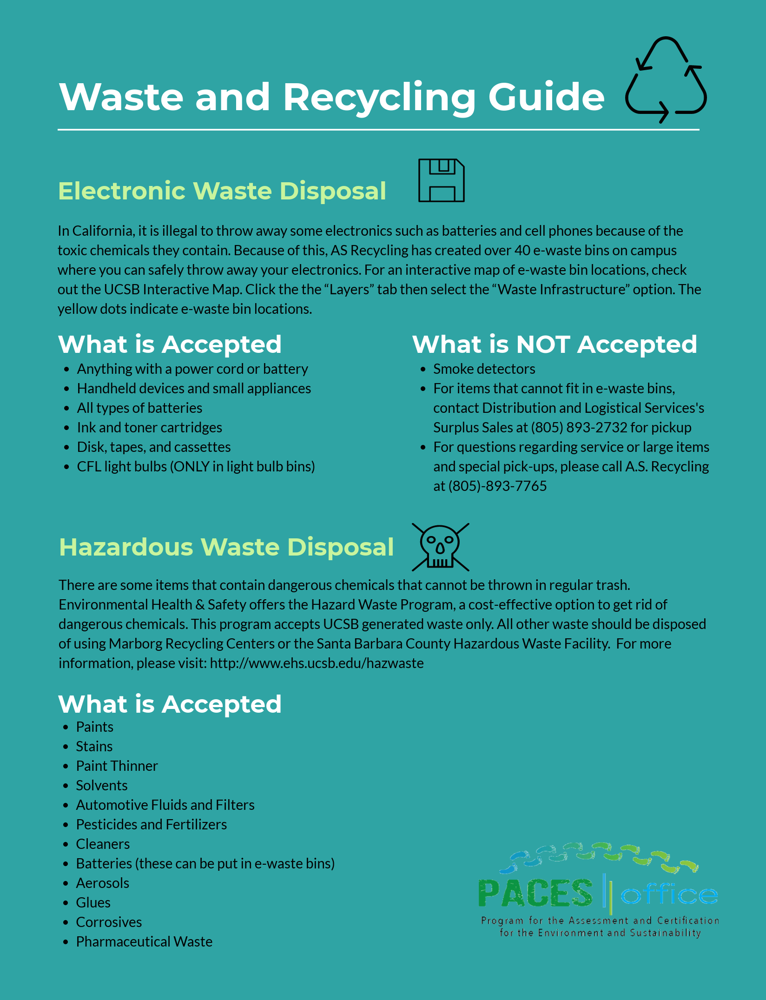 Waste and Recycling Guide
Electronic Waste Disposal
In California, it is illegal to throw away some electronics such as batteries and cell phones because of the
toxic chemicals they contain. Because of this, AS Recycling has created over 40 e-waste bins on campus
where you can safely throw away your electronics. For an interactive map of e-waste bin locations, check
out the UCSB Interactive Map. Click the the “Layers” tab then select the “Waste Infrastructure” option. The
yellow dots indicate e-waste bin locations.
What is Accepted
• Anything with a power cord or battery
• Handheld devices and small appliances
• All types of batteries
• Ink and toner cartridges
• Disk, tapes, and cassettes
• CFL light bulbs (ONLY in light bulb bins)
What is NOT Accepted
• Smoke detectors
• For items that cannot fit in e-waste bins,
contact Distribution and Logistical Services's
Surplus Sales at (805) 893-2732 for pickup
• For questions regarding service or large items
and special pick-ups, please call A.S. Recycling
at (805)-893-7765
Hazardous Waste Disposal
There are some items that contain dangerous chemicals that cannot be thrown in regular trash.
Environmental Health & Safety offers the Hazard Waste Program, a cost-effective option to get rid of
dangerous chemicals. This program accepts UCSB generated waste only. All other waste should be disposed
of using Marborg Recycling Centers or the Santa Barbara County Hazardous Waste Facility.  For more
information, please visit: http://www.ehs.ucsb.edu/hazwaste
What is Accepted
• Paints
• Stains
• Paint Thinner
• Solvents
• Automotive Fluids and Filters
• Pesticides and Fertilizers
• Cleaners
• Batteries (these can be put in e-waste bins)
• Aerosols
• Glues
• Corrosives
• Pharmaceutical Waste
PACES office
Program for the Assessment and Certification
for the Environment and Sustainability